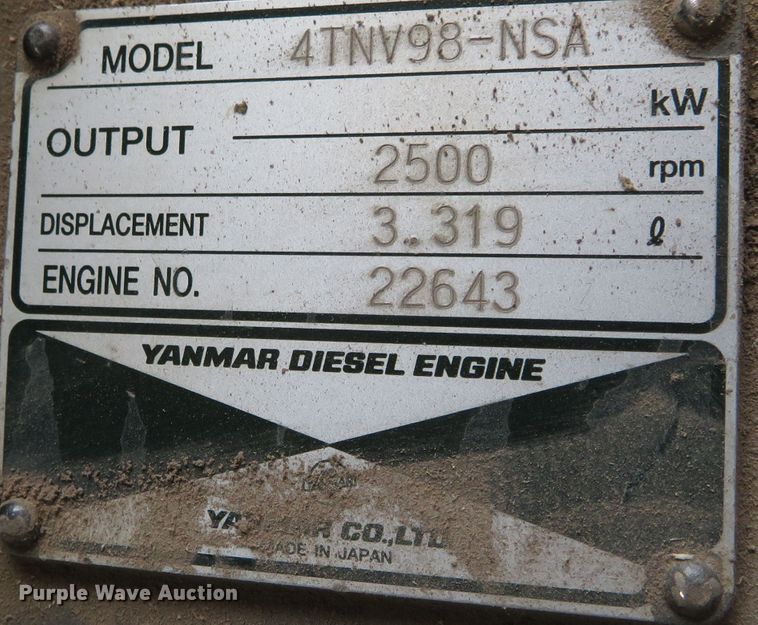 MODEL 4TNV98-NSA
kW
OUTPUT
2500 rpm
DISPLACEMENT 3.319 ℓ
ENGINE NO. 22643
YANMAR DIESEL ENGINE
CO.,LTD
MADE IN JAPAN
Purple Wave Auction